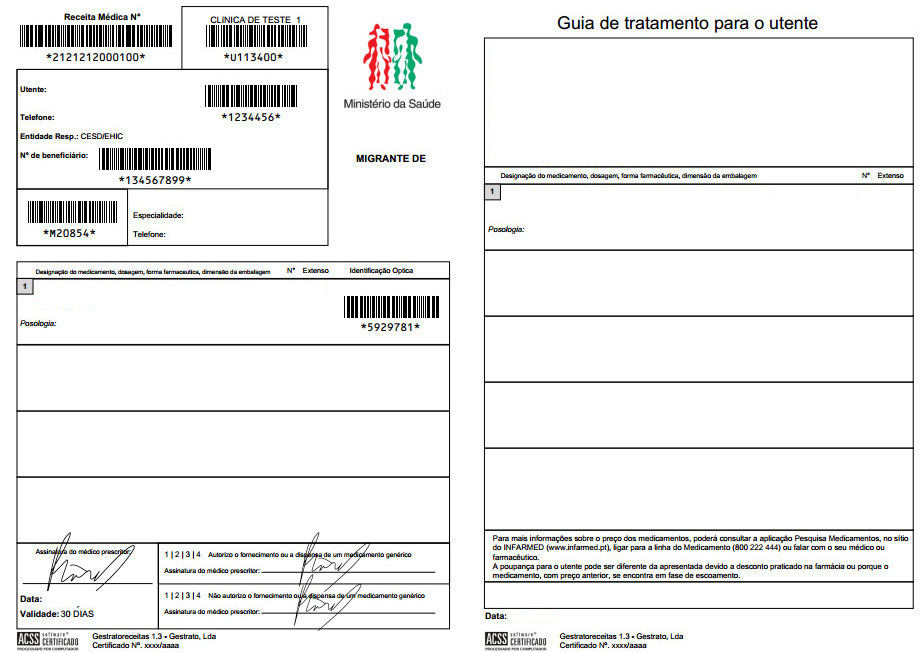 Receita Médica N°
*2121212000100*
CLINICA DE TESTE 1
*U113400*
Utente:
*1234456*
Telefone:
Entidade Resp.: CESD/EHIC
N° de beneficiário:
*134567899*
*M20854*
Especialidade:
Telefone:
Ministério da Saúde
MIGRANTE DE
Designação do medicamento, dosagem, forma farmaceutica, dimensão da embalagem N° Extenso Identificação Optica
1
*5929781*
Posologia:
Assinatura do médico prescritor:
Data:
Validade: 30 DIAS
1 | 2 | 3 | 4 Autorizo o fornecimento ou a dispensa de um medicamento genérico
Assinatura do médico prescritor:
1 | 2 | 3 | 4 Não autorizo o fornecimento ou a dispensa de um medicamento genérico
Assinatura do médico prescritor:
ACSS software® CERTIFICADO
PROCESSADO POR COMPUTADOR
Gestratoreceitas 1.3 • Gestrato, Lda
Certificado N°. xxxx/aaaa
Guia de tratamento para o utente
Designação do medicamento, dosagem, forma farmacêutica, dimensão da embalagem N° Extenso
1
Posologia:
Para mais informações sobre o preço dos medicamentos, poderá consultar a aplicação Pesquisa Medicamentos, no sítio
do INFARMED (www.infarmed.pt), ligar para a linha do Medicamento (800 222 444) ou falar com o seu médico ou
farmacêutico.
A poupança para o utente pode ser diferente da apresentada devido a desconto praticado na farmácia ou porque o
medicamento, com preço anterior, se encontra em fase de escoamento.
Data:
ACSS software® CERTIFICADO
PROCESSADO POR COMPUTADOR
Gestratoreceitas 1.3 • Gestrato, Lda
Certificado N°. xxxx/aaaa